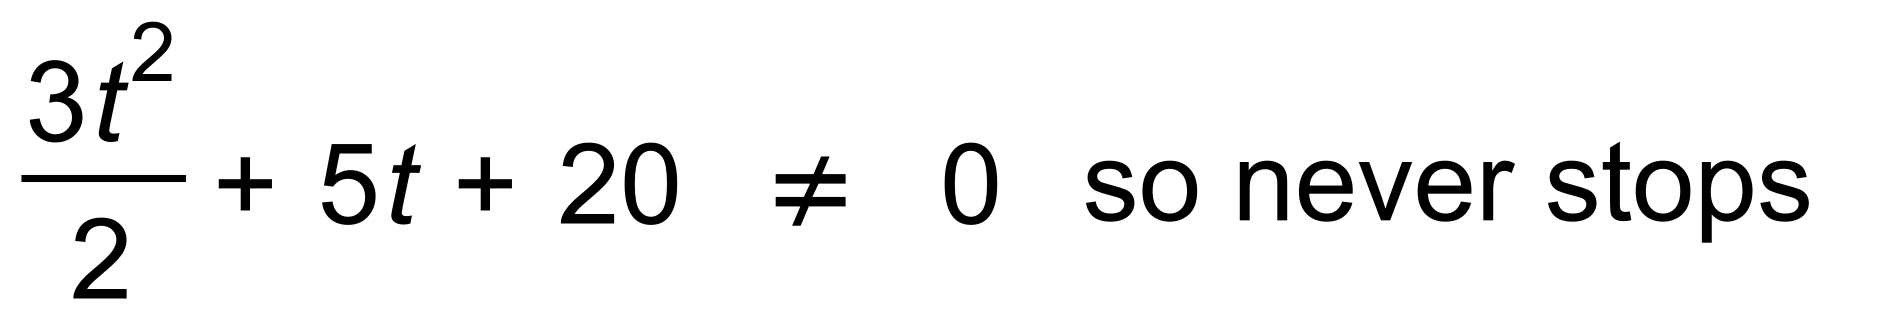 3t²/2 + 5t + 20 ≠ 0 so never stops